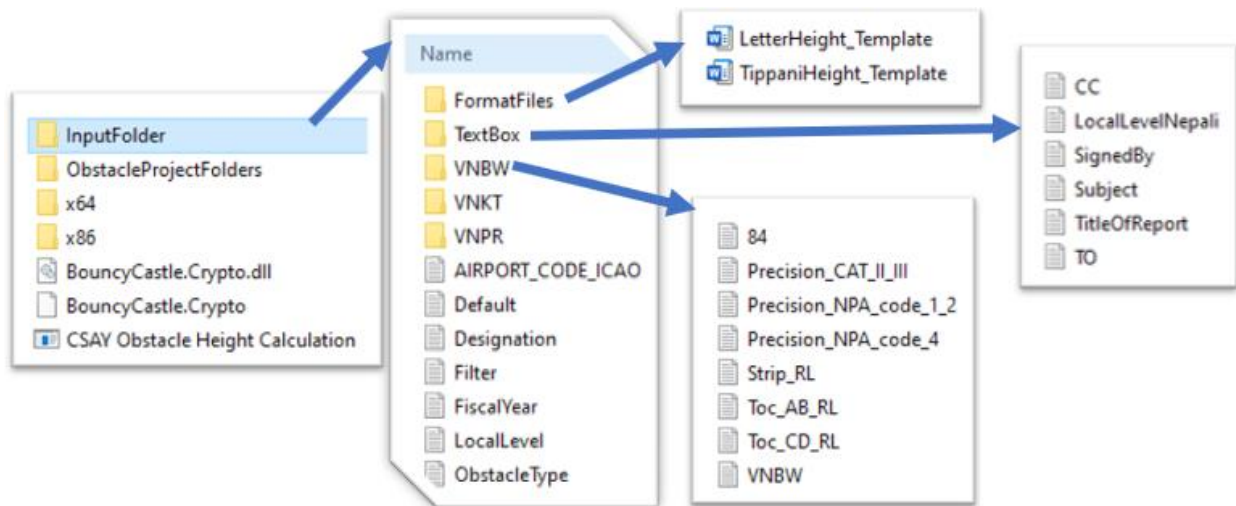 InputFolder
ObstacleProjectFolders
x64
x86
BouncyCastle.Crypto.dll
BouncyCastle.Crypto
CSAY Obstacle Height Calculation
Name
FormatFiles
TextBox
VNBW
VNKT
VNPR
AIRPORT_CODE_ICAO
Default
Designation
Filter
FiscalYear
LocalLevel
ObstacleType
LetterHeight_Template
TippaniHeight_Template
84
Precision_CAT_II_III
Precision_NPA_code_1_2
Precision_NPA_code_4
Strip_RL
Toc_AB_RL
Toc_CD_RL
VNBW
CC
LocalLevelNepali
SignedBy
Subject
TitleOfReport
TO